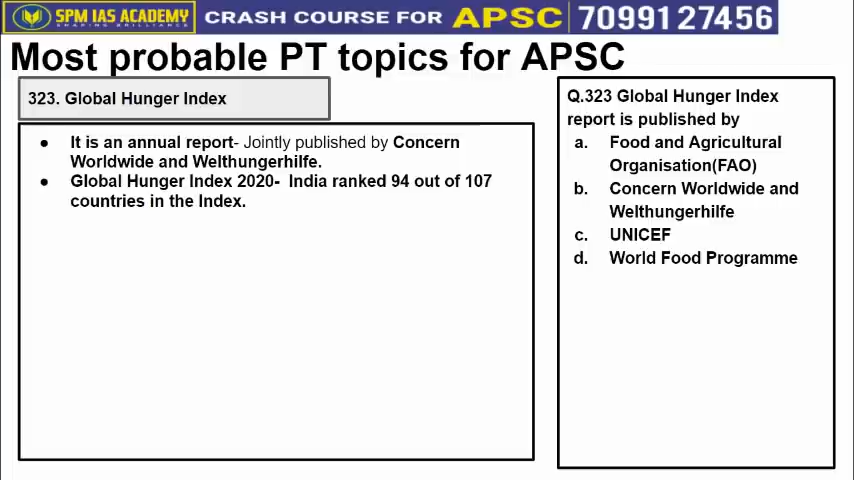 SPM IAS ACADEMY
SHARING BRILLIANCE
CRASH COURSE FOR APSC 7099127456
Most probable PT topics for APSC
323. Global Hunger Index
● It is an annual report- Jointly published by Concern
Worldwide and Welthungerhilfe.
● Global Hunger Index 2020- India ranked 94 out of 107
countries in the Index.
Q.323 Global Hunger Index
report is published by
a. Food and Agricultural
Organisation(FAO)
b. Concern Worldwide and
Welthungerhilfe
c. UNICEF
d. World Food Programme